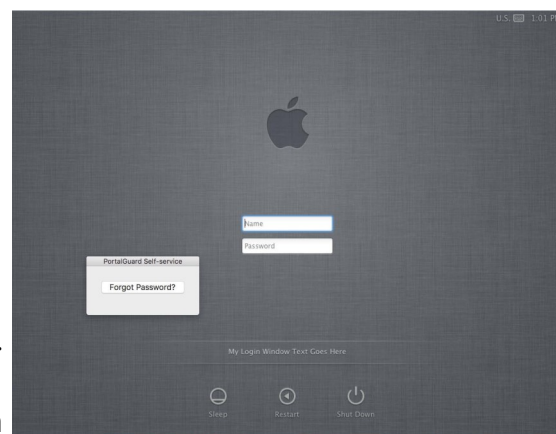 U.S. 1:01 P
Name
Password
PortalGuard Self-service
Forgot Password?
My Login Window Text Goes Here
Sleep Restart Shut Down